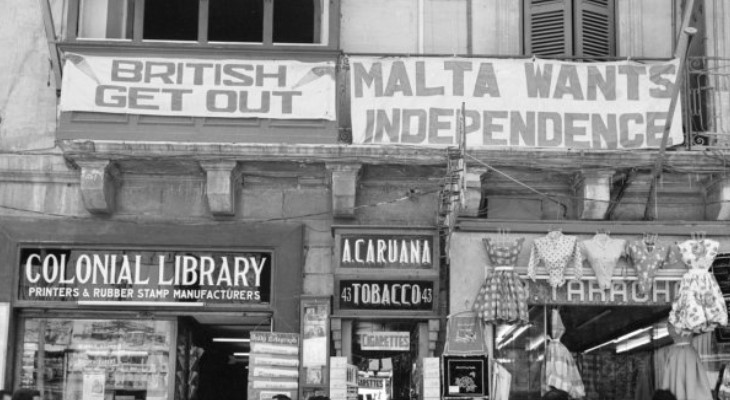 BRITISH
GET OUT
MALTA WANTS
INDEPENDENCE
COLONIAL LIBRARY
PRINTERS & RUBBER STAMP MANUFACTURERS
A. CARUANA
43 TOBACCO 43
CIGARETTES